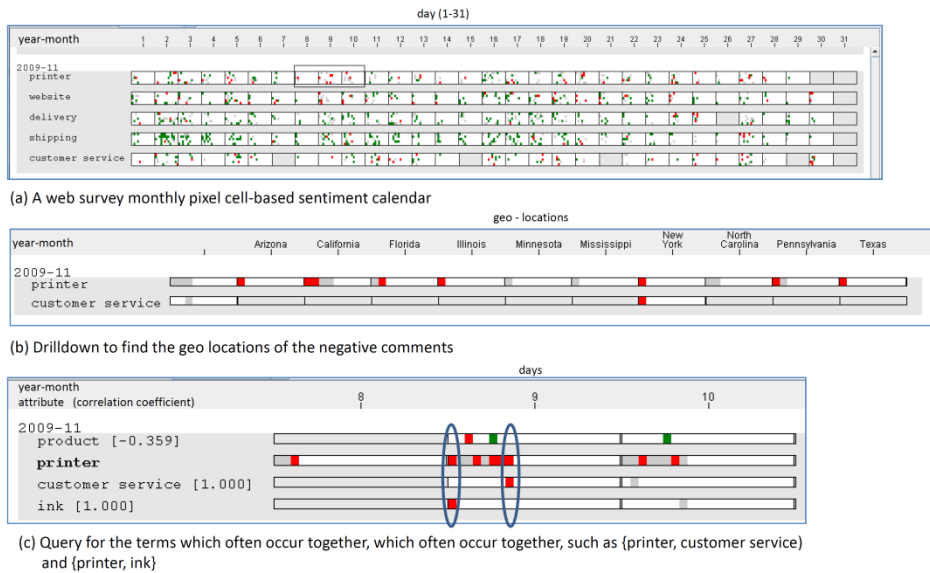 day (1-31)
year-month 1 2 3 4 5 6 7 8 9 10 11 12 13 14 15 16 17 18 19 20 21 22 23 24 25 26 27 28 29 30 31
2009-11
printer
website
delivery
shipping
customer service
(a) A web survey monthly pixel cell-based sentiment calendar
geo - locations
year-month Arizona California Florida Illinois Minnesota Mississippi New York North Carolina Pennsylvania Texas
2009-11
printer
customer service
(b) Drilldown to find the geo locations of the negative comments
days
year-month
attribute (correlation coefficient) 8 9 10
2009-11
product [-0.359]
printer
customer service [1.000]
ink [1.000]
(c) Query for the terms which often occur together, which often occur together, such as {printer, customer service)
and {printer, ink}